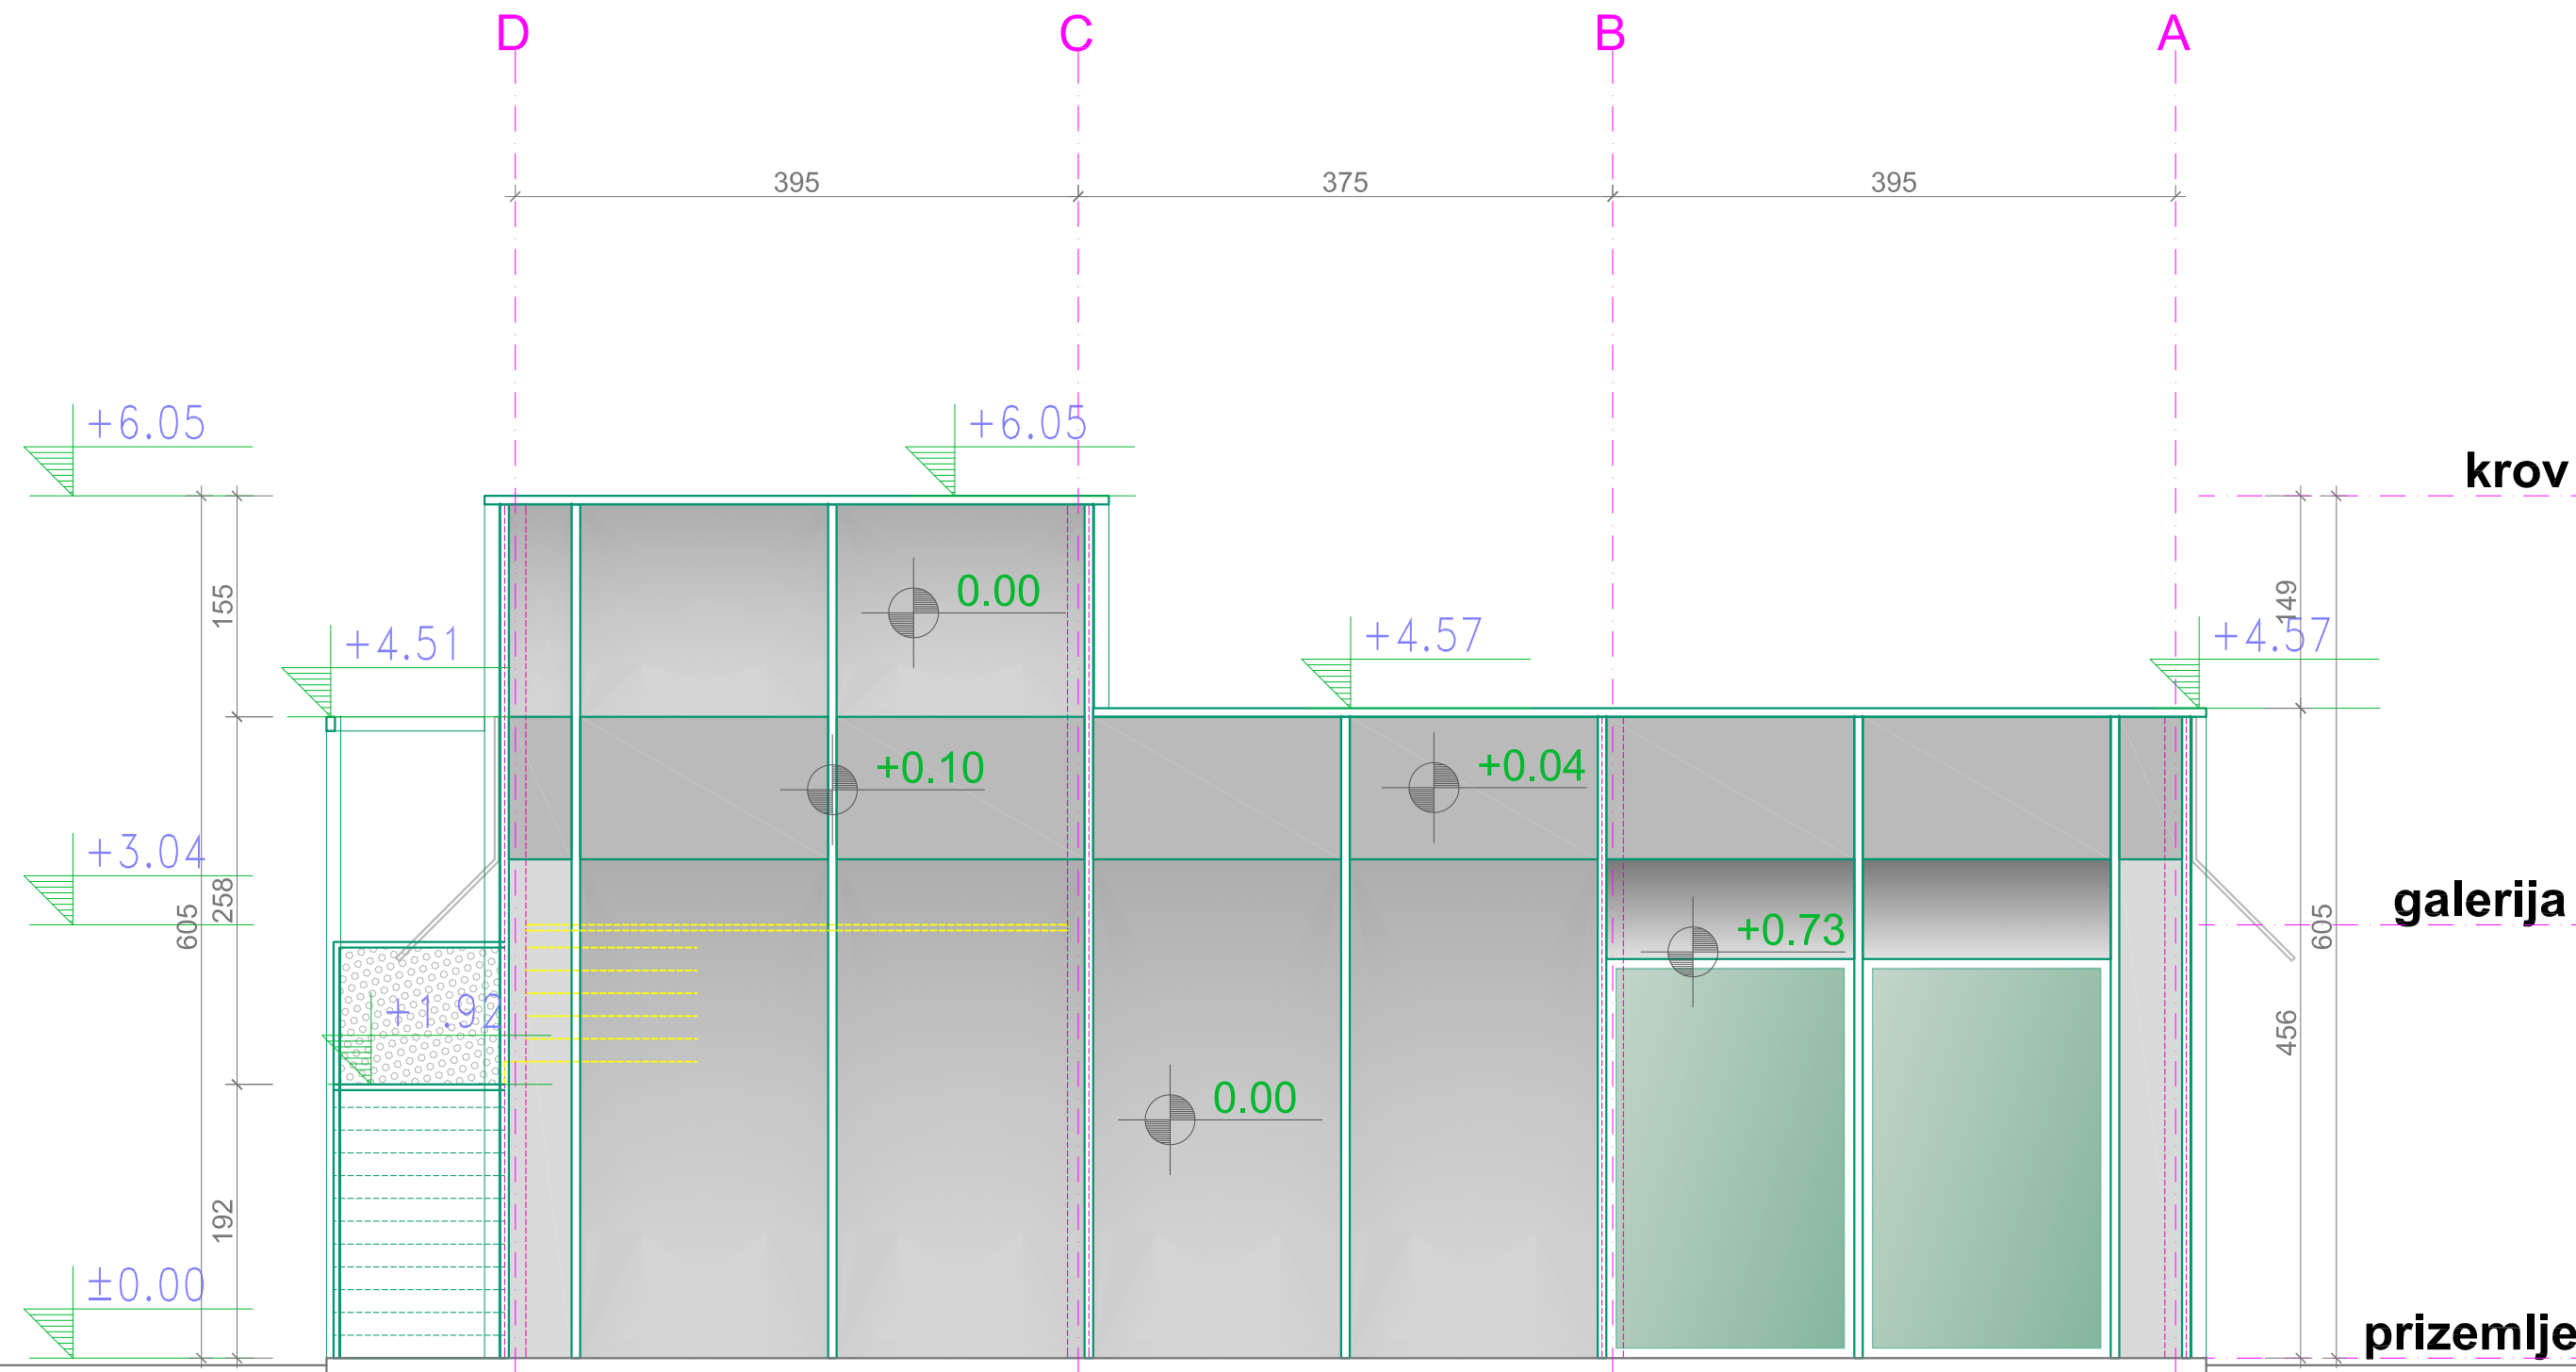 D C B A
395 375 395
+6.05 +6.05
krov
155 0.00 149
+4.51 +4.57 +4.57
+0.10 +0.04
+3.04 258 605 galerija 605
+0.73
+1.92
456
0.00
192
±0.00
prizemlje